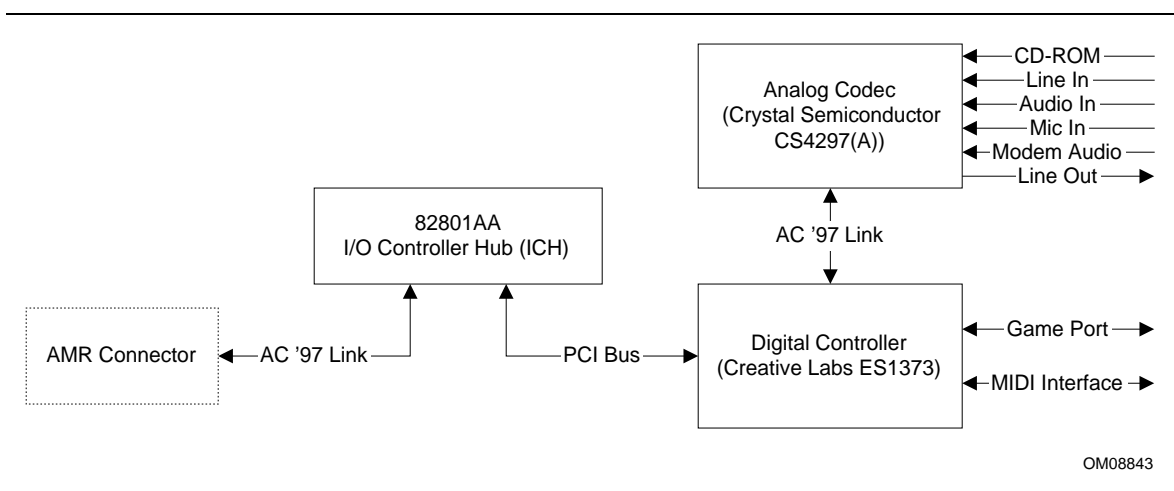 CD-ROM
Line In
Audio In
Mic In
Modem Audio
Line Out
Analog Codec
(Crystal Semiconductor
CS4297(A))
AC '97 Link
82801AA
I/O Controller Hub (ICH)
AMR Connector
AC '97 Link
PCI Bus
Digital Controller
(Creative Labs ES1373)
Game Port
MIDI Interface
OM08843